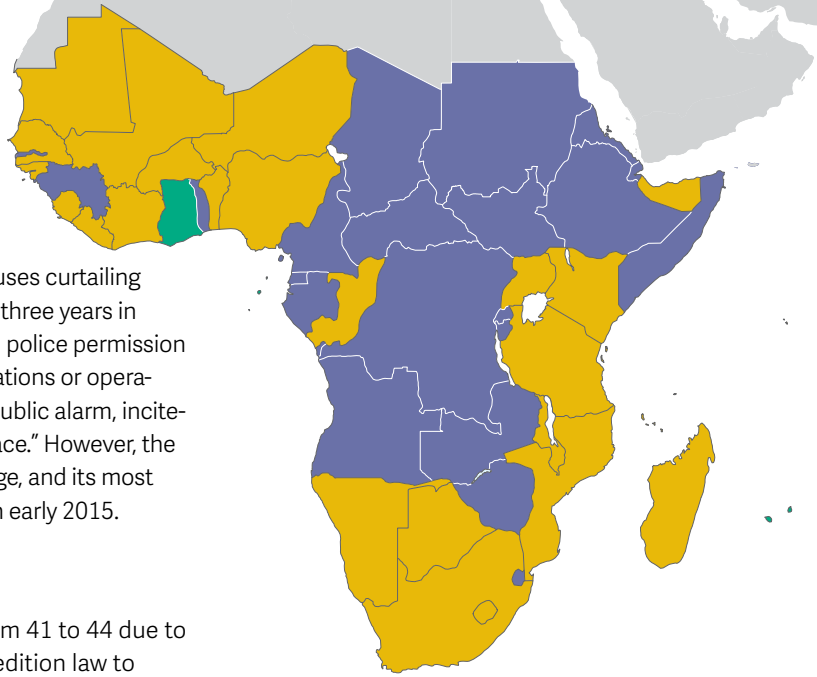 uses curtailing
three years in
police permission
ations or opera-
ublic alarm, incite-
ace.” However, the
ge, and its most
n early 2015.
m 41 to 44 due to
edition law to